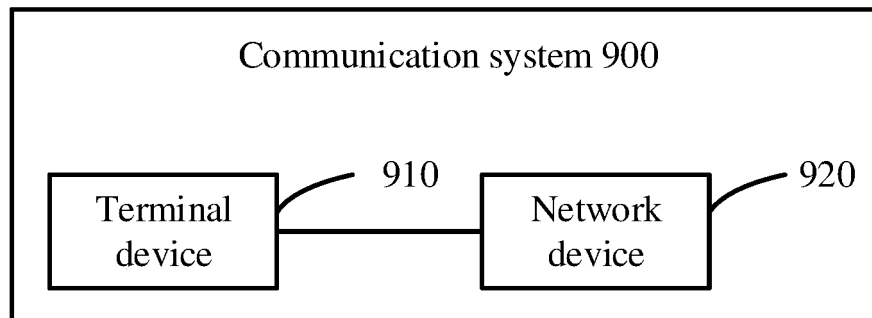 Communication system 900
910
920
Terminal
device
Network
device